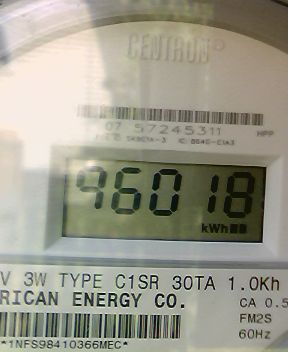 CENTRON
07 57245311 HPP
96018
kWh
V 3W TYPE C1SR 30TA 1.0Kh
RICAN ENERGY CO.
CA 0.5
FM2S
60Hz
*1NFS98410366MEC*